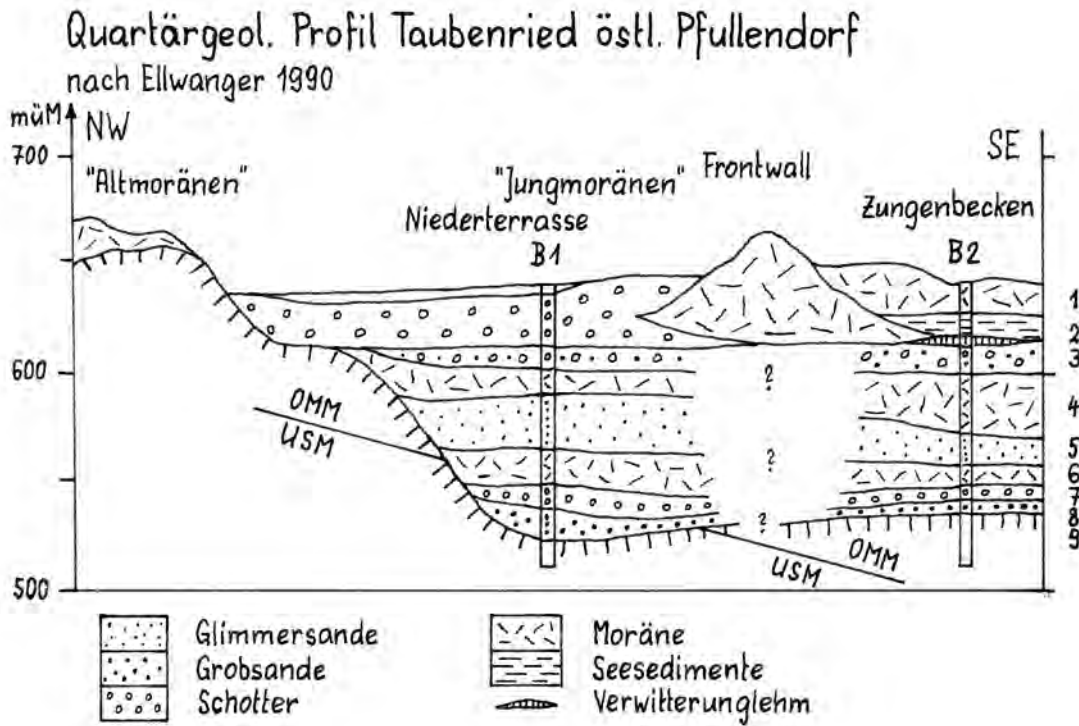 Quartärgeol. Profil Taubenried östl. Pfullendorf
nach Ellwanger 1990
müM NW SE
700
"Altmoränen" "Jungmoränen" Frontwall
Niederterrasse Zungenbecken
B1 B2
1
2
3
600
?
4
OMM
USM
5
?
6
7
8
?
9
OMM
USM
500
Glimmersande Moräne
Grobsande Seesedimente
Schotter Verwitterunglehm